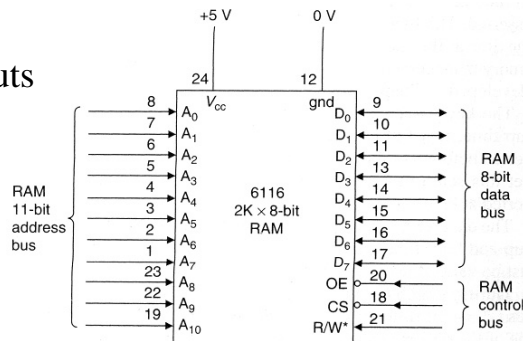 +5 V 0 V
uts
24 12
Vcc gnd
8 A0 D0 9
7 A1 D1 10
6 A2 D2 11
5 A3 D3 13
4 A4 D4 14
3 A5 D5 15
2 A6 D6 16
1 A7 D7 17
23 A8 OE 20
22 A9 CS 18
19 A10 R/W* 21
RAM
11-bit
address
bus
6116
2K × 8-bit
RAM
RAM
8-bit
data
bus
RAM
control
bus